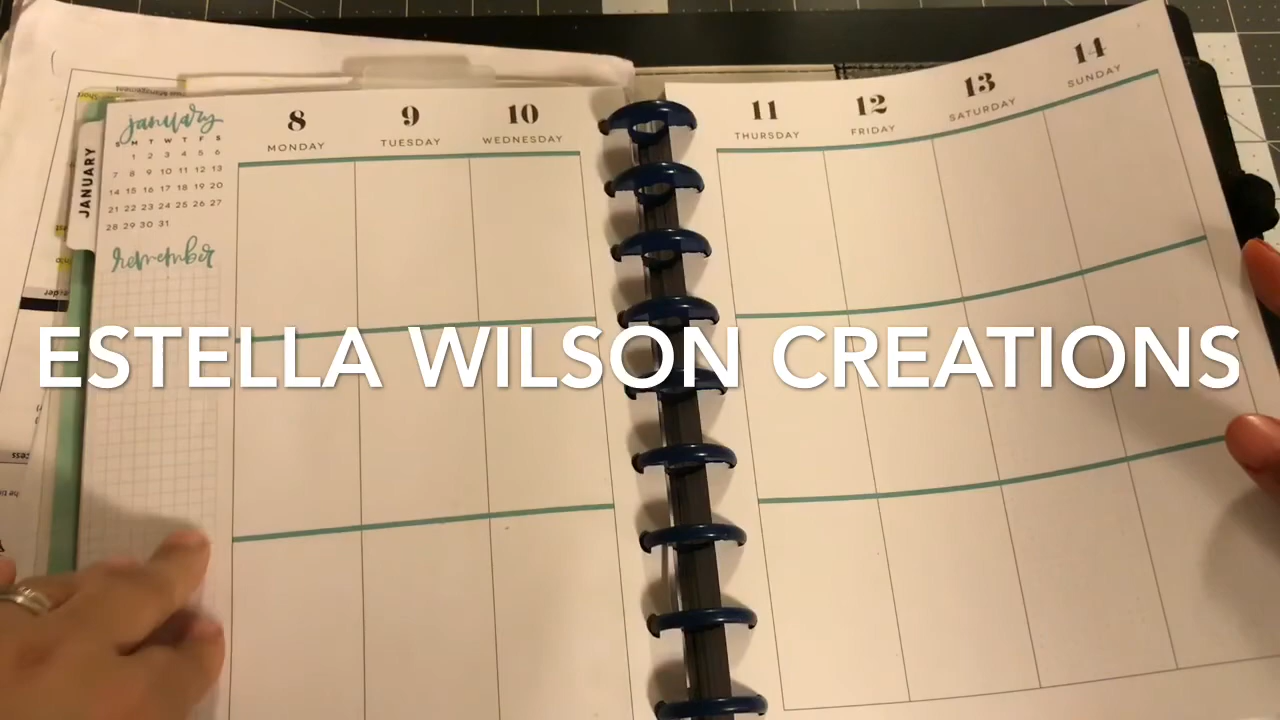 january
S M T W T F S
1 2 3 4 5 6
7 8 9 10 11 12 13
14 15 16 17 18 19 20
21 22 23 24 25 26 27
28 29 30 31
remember
JANUARY
8
MONDAY
9
TUESDAY
10
WEDNESDAY
11
THURSDAY
12
FRIDAY
13
SATURDAY
14
SUNDAY
ESTELLA WILSON CREATIONS